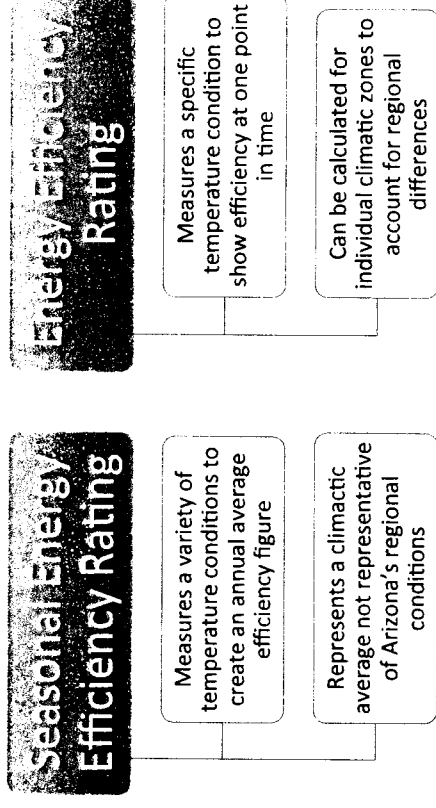 Seasonal Energy
Efficiency Rating
Measures a variety of
temperature conditions to
create an annual average
efficiency figure
Represents a climactic
average not representative
of Arizona's regional
conditions
Energy Efficiency
Rating
Measures a specific
temperature condition to
show efficiency at one point
in time
Can be calculated for
individual climatic zones to
account for regional
differences